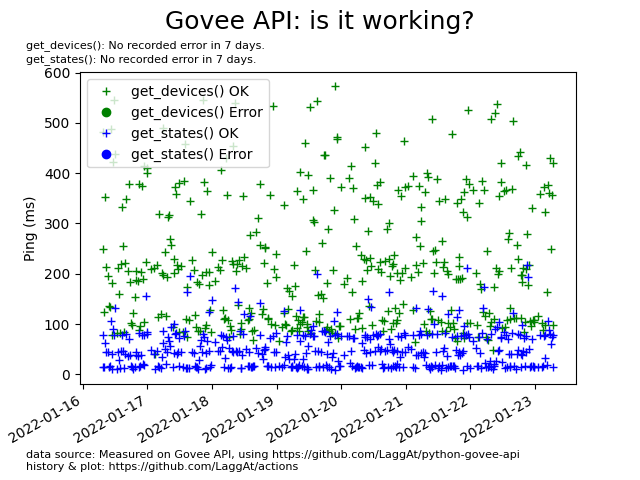 Govee API: is it working?
get_devices(): No recorded error in 7 days.
get_states(): No recorded error in 7 days.
600
500
400
300
200
100
0
Ping (ms)
get_devices() OK
get_devices() Error
get_states() OK
get_states() Error
2022-01-16
2022-01-17
2022-01-18
2022-01-19
2022-01-20
2022-01-21
2022-01-22
2022-01-23
data source: Measured on Govee API, using https://github.com/LaggAt/python-govee-api
history & plot: https://github.com/LaggAt/actions